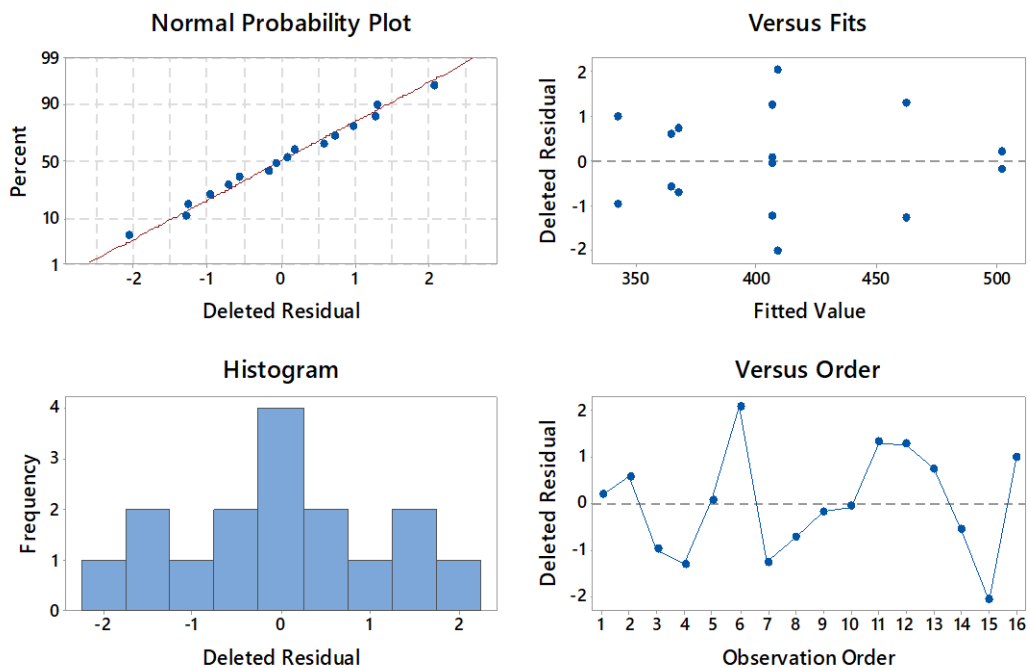 Normal Probability Plot
99
90
50
10
1
Percent
-2 -1 0 1 2
Deleted Residual
Versus Fits
2
1
0
-1
-2
Deleted Residual
350 400 450 500
Fitted Value
Histogram
4
3
2
1
0
Frequency
-2 -1 0 1 2
Deleted Residual
Versus Order
2
1
0
-1
-2
Deleted Residual
1 2 3 4 5 6 7 8 9 10 11 12 13 14 15 16
Observation Order